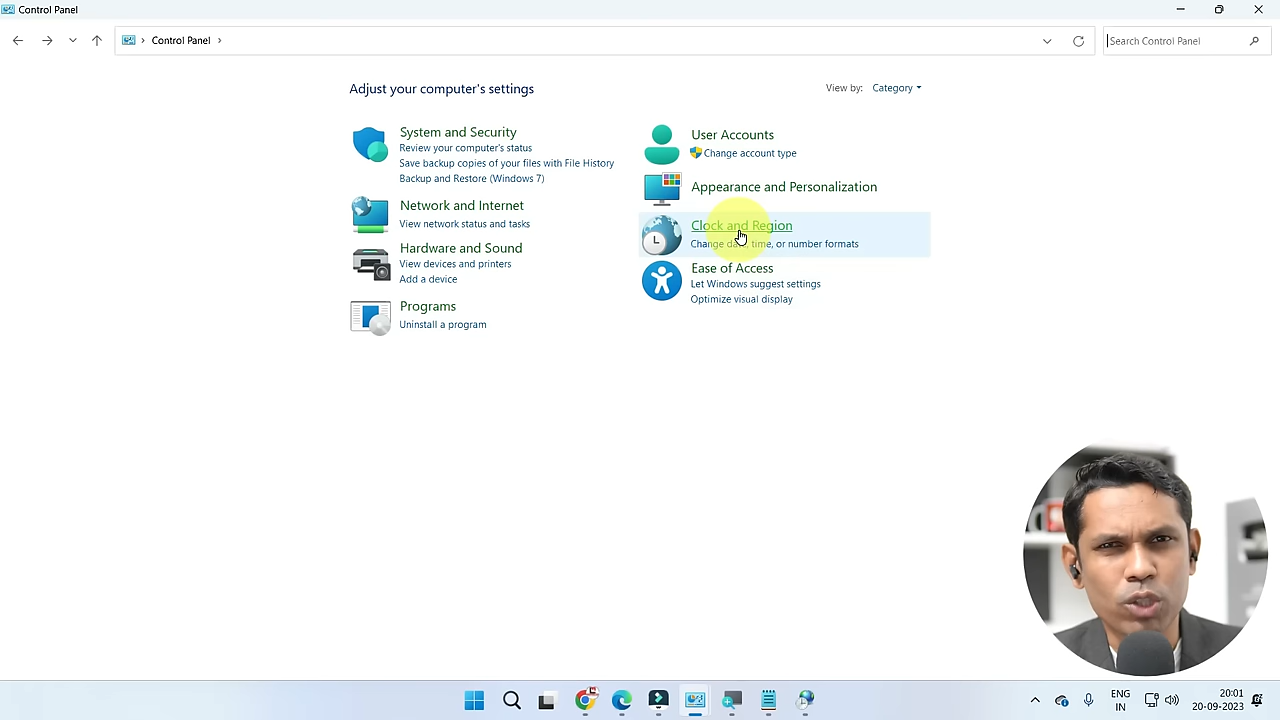 Control Panel
Control Panel
Search Control Panel
Adjust your computer's settings
View by: Category
System and Security
Review your computer's status
Save backup copies of your files with File History
Backup and Restore (Windows 7)
Network and Internet
View network status and tasks
Hardware and Sound
View devices and printers
Add a device
Programs
Uninstall a program
User Accounts
Change account type
Appearance and Personalization
Clock and Region
Change date, time, or number formats
Ease of Access
Let Windows suggest settings
Optimize visual display
ENG
IN
20:01
20-09-2023